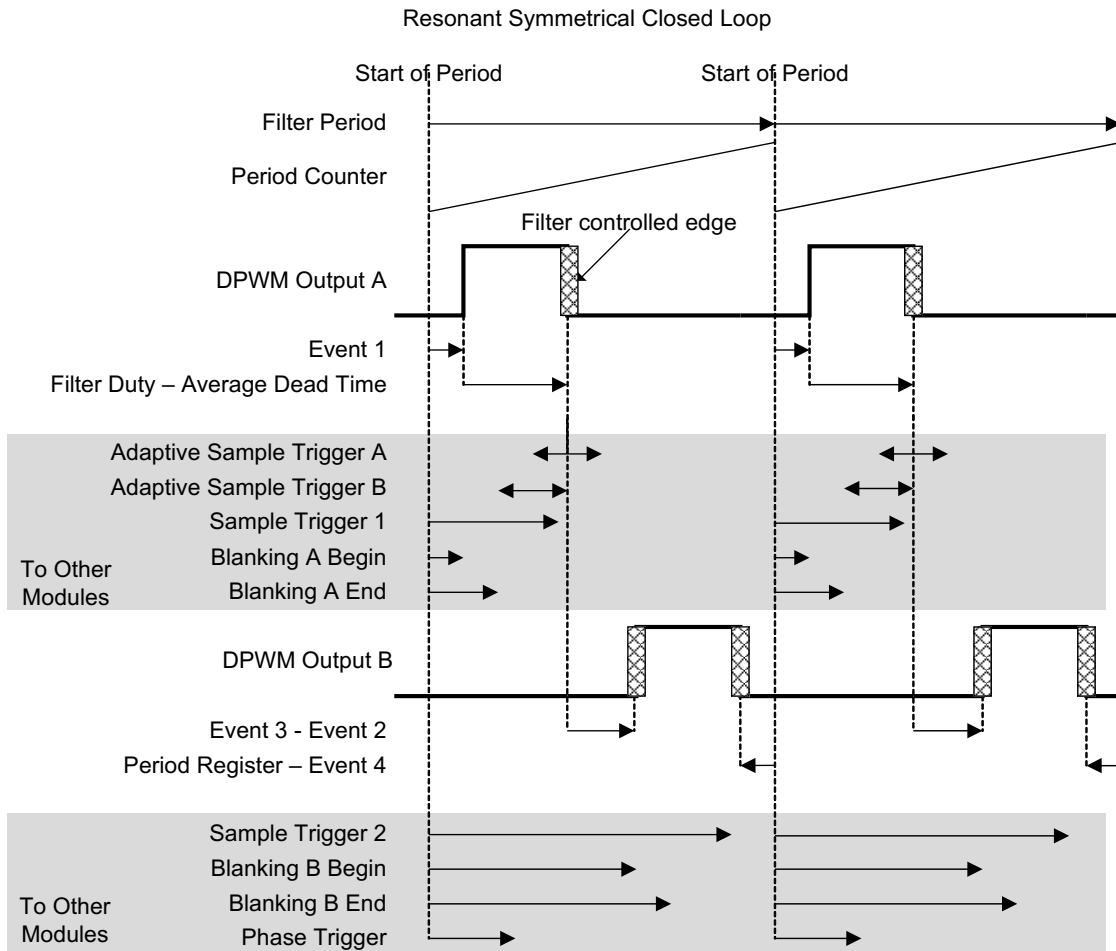 Resonant Symmetrical Closed Loop
Start of Period
Start of Period
Filter Period
Period Counter
Filter controlled edge
DPWM Output A
Event 1
Filter Duty – Average Dead Time
Adaptive Sample Trigger A
Adaptive Sample Trigger B
Sample Trigger 1
Blanking A Begin
Blanking A End
To Other
Modules
DPWM Output B
Event 3 - Event 2
Period Register – Event 4
Sample Trigger 2
Blanking B Begin
Blanking B End
Phase Trigger
To Other
Modules